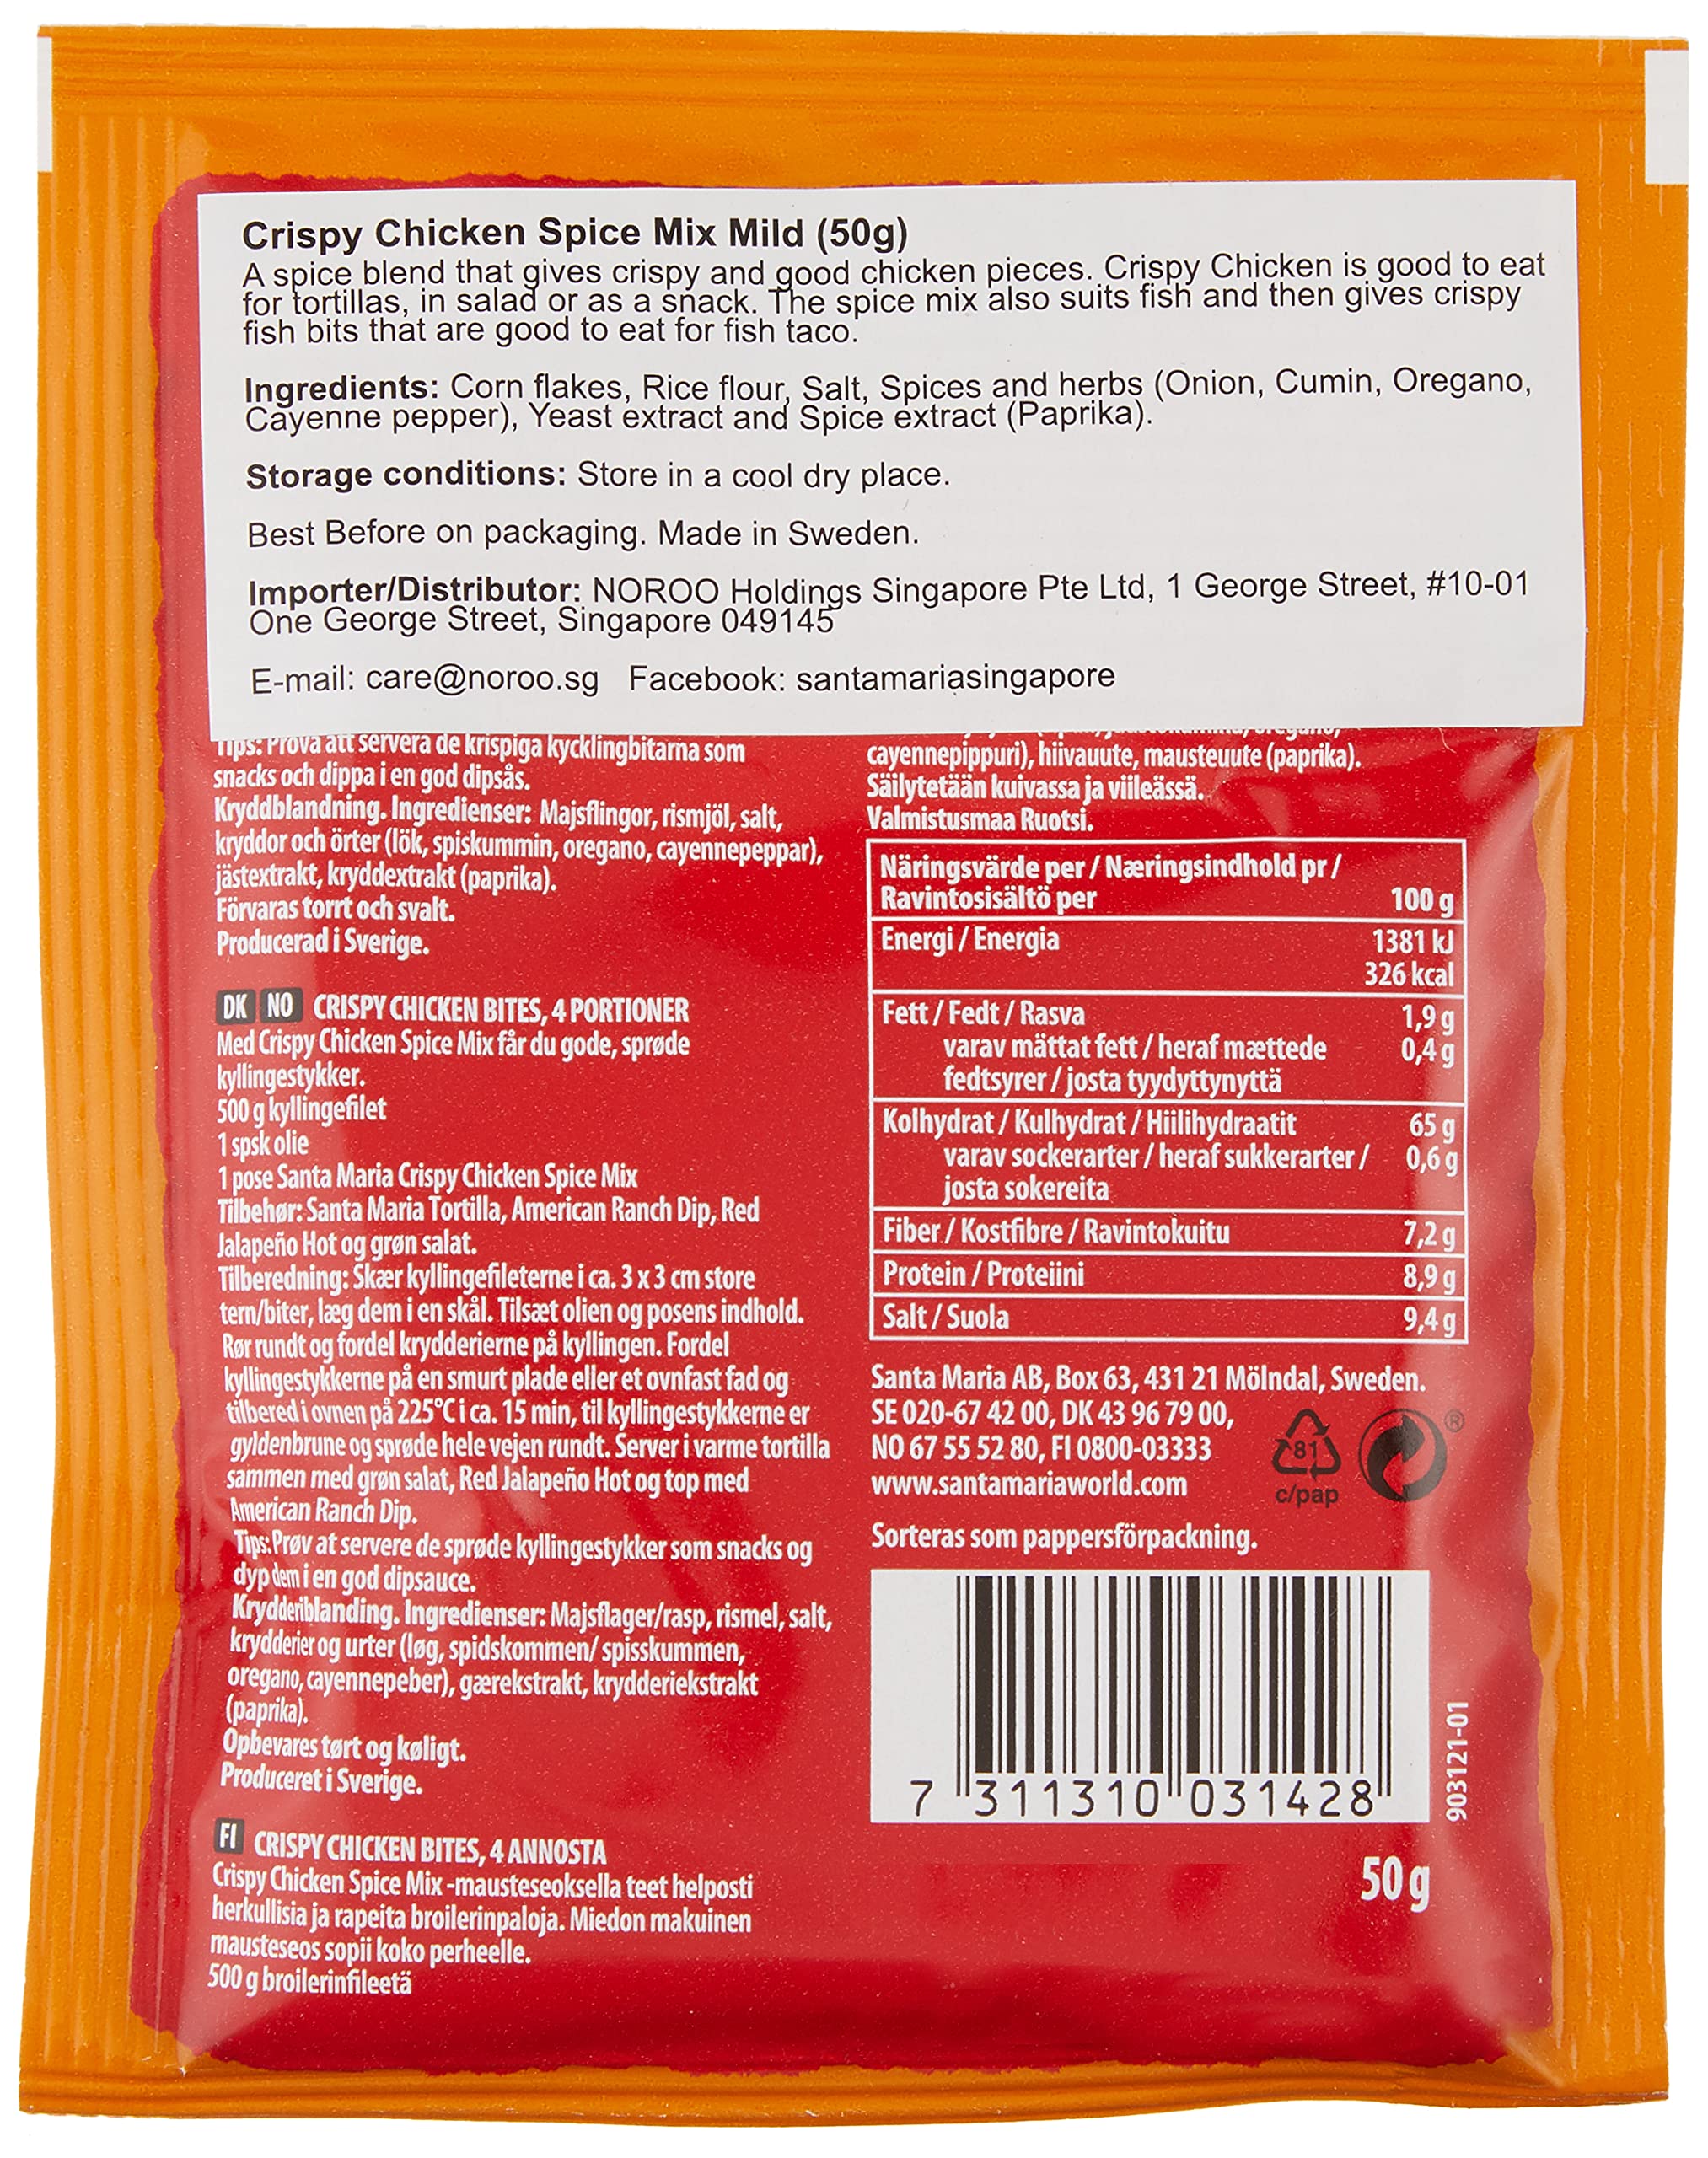 Crispy Chicken Spice Mix Mild (50g)
A spice blend that gives crispy and good chicken pieces. Crispy Chicken is good to eat
for tortillas, in salad or as a snack. The spice mix also suits fish and then gives crispy
fish bits that are good to eat for fish taco.
Ingredients: Corn flakes, Rice flour, Salt, Spices and herbs (Onion, Cumin, Oregano,
Cayenne pepper), Yeast extract and Spice extract (Paprika).
Storage conditions: Store in a cool dry place.
Best Before on packaging. Made in Sweden.
Importer/Distributor: NOROO Holdings Singapore Pte Ltd, 1 George Street, #10-01
One George Street, Singapore 049145
E-mail: care@noroo.sg Facebook: santamariasingapore
Tips: Prova att servera de krispiga kycklingbitarna som
snacks och dippa i en god dipsås.
Kryddblandning. Ingredienser: Majsflingor, rismjöl, salt,
kryddor och örter (lök, spiskummin, oregano, cayennepeppar),
jästextrakt, kryddextrakt (paprika).
Förvaras torrt och svalt.
Producerad i Sverige.
DK NO CRISPY CHICKEN BITES, 4 PORTIONER
Med Crispy Chicken Spice Mix får du gode, sprøde
kyllingestykker.
500 g kyllingefilet
1 spsk olie
1 pose Santa Maria Crispy Chicken Spice Mix
Tilbehør: Santa Maria Tortilla, American Ranch Dip, Red
Jalapeño Hot og grøn salat.
Tilberedning: Skær kyllingefileterne i ca. 3 x 3 cm store
tern/biter, læg dem i en skål. Tilsæt olien og posens indhold.
Rør rundt og fordel krydderierne på kyllingen. Fordel
kyllingestykkerne på en smurt plade eller et ovnfast fad og
tilbered i ovnen på 225°C i ca. 15 min, til kyllingestykkerne er
gyldenbrune og sprøde hele vejen rundt. Server i varme tortilla
sammen med grøn salat, Red Jalapeño Hot og top med
American Ranch Dip.
Tips: Prøv at servere de sprøde kyllingestykker som snacks og
dyp dem i en god dipsauce.
Krydderiblanding. Ingredienser: Majsflager/rasp, rismel, salt,
krydderier og urter (løg, spidskommen/ spisskummen,
oregano, cayennepeber), gærekstrakt, krydderiekstrakt
(paprika).
Opbevares tørt og køligt.
Produceret i Sverige.
FI CRISPY CHICKEN BITES, 4 ANNOSTA
Crispy Chicken Spice Mix -mausteseoksella teet helposti
herkullisia ja rapeita broilerinpaloja. Miedon makuinen
mausteseos sopii koko perheelle.
500 g broilerinfileetä
cayennepippuri), hiivauute, mausteuute (paprika).
Säilytetään kuivassa ja viileässä.
Valmistusmaa Ruotsi.
Näringsvärde per / Næringsindhold pr /
Ravintosisältö per 100 g
Energi / Energia 1381 kJ
326 kcal
Fett / Fedt / Rasva 1,9 g
varav mättat fett / heraf mættede 0,4 g
fedtsyrer / josta tyydyttynyttä
Kolhydrat / Kulhydrat / Hiilihydraatit 65 g
varav sockerarter / heraf sukkerarter / 0,6 g
josta sokereita
Fiber / Kostfibre / Ravintokuitu 7,2 g
Protein / Proteiini 8,9 g
Salt / Suola 9,4 g
Santa Maria AB, Box 63, 431 21 Mölndal, Sweden.
SE 020-67 42 00, DK 43 96 79 00,
NO 67 55 52 80, FI 0800-03333
www.santamariaworld.com
81
c/pap
®
Sorteras som pappersförpackning.
7 311310 031428
903121-01
50 g